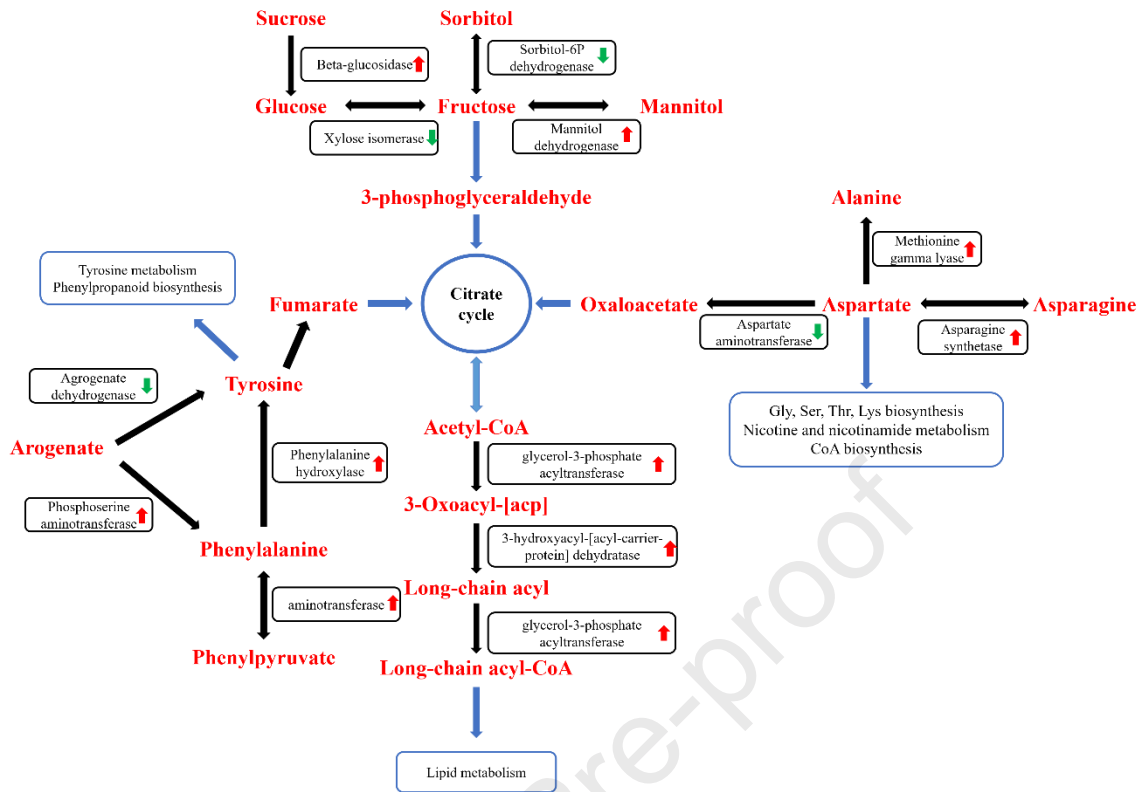 Sucrose
Sorbitol
Beta-glucosidase
Sorbitol-6P
dehydrogenase
Glucose
Fructose
Mannitol
Xylose isomerase
Mannitol
dehydrogenase
3-phosphoglyceraldehyde
Alanine
Methionine
gamma lyase
Tyrosine metabolism
Phenylpropanoid biosynthesis
Fumarate
Citrate
cycle
Oxaloacetate
Aspartate
Asparagine
Aspartate
aminotransferase
Asparagine
synthetase
Agrogenate
dehydrogenase
Tyrosine
Gly, Ser, Thr, Lys biosynthesis
Nicotine and nicotinamide metabolism
CoA biosynthesis
Arogenate
Acetyl-CoA
Phenylalanine
hydroxylase
glycerol-3-phosphate
acyltransferase
Phosphoserine
aminotransferase
3-Oxoacyl-[acp]
Phenylalanine
3-hydroxyacyl-[acyl-carrier-
protein] dehydratase
Long-chain acyl
aminotransferase
glycerol-3-phosphate
acyltransferase
Phenylpyruvate
Long-chain acyl-CoA
Lipid metabolism
re-proof